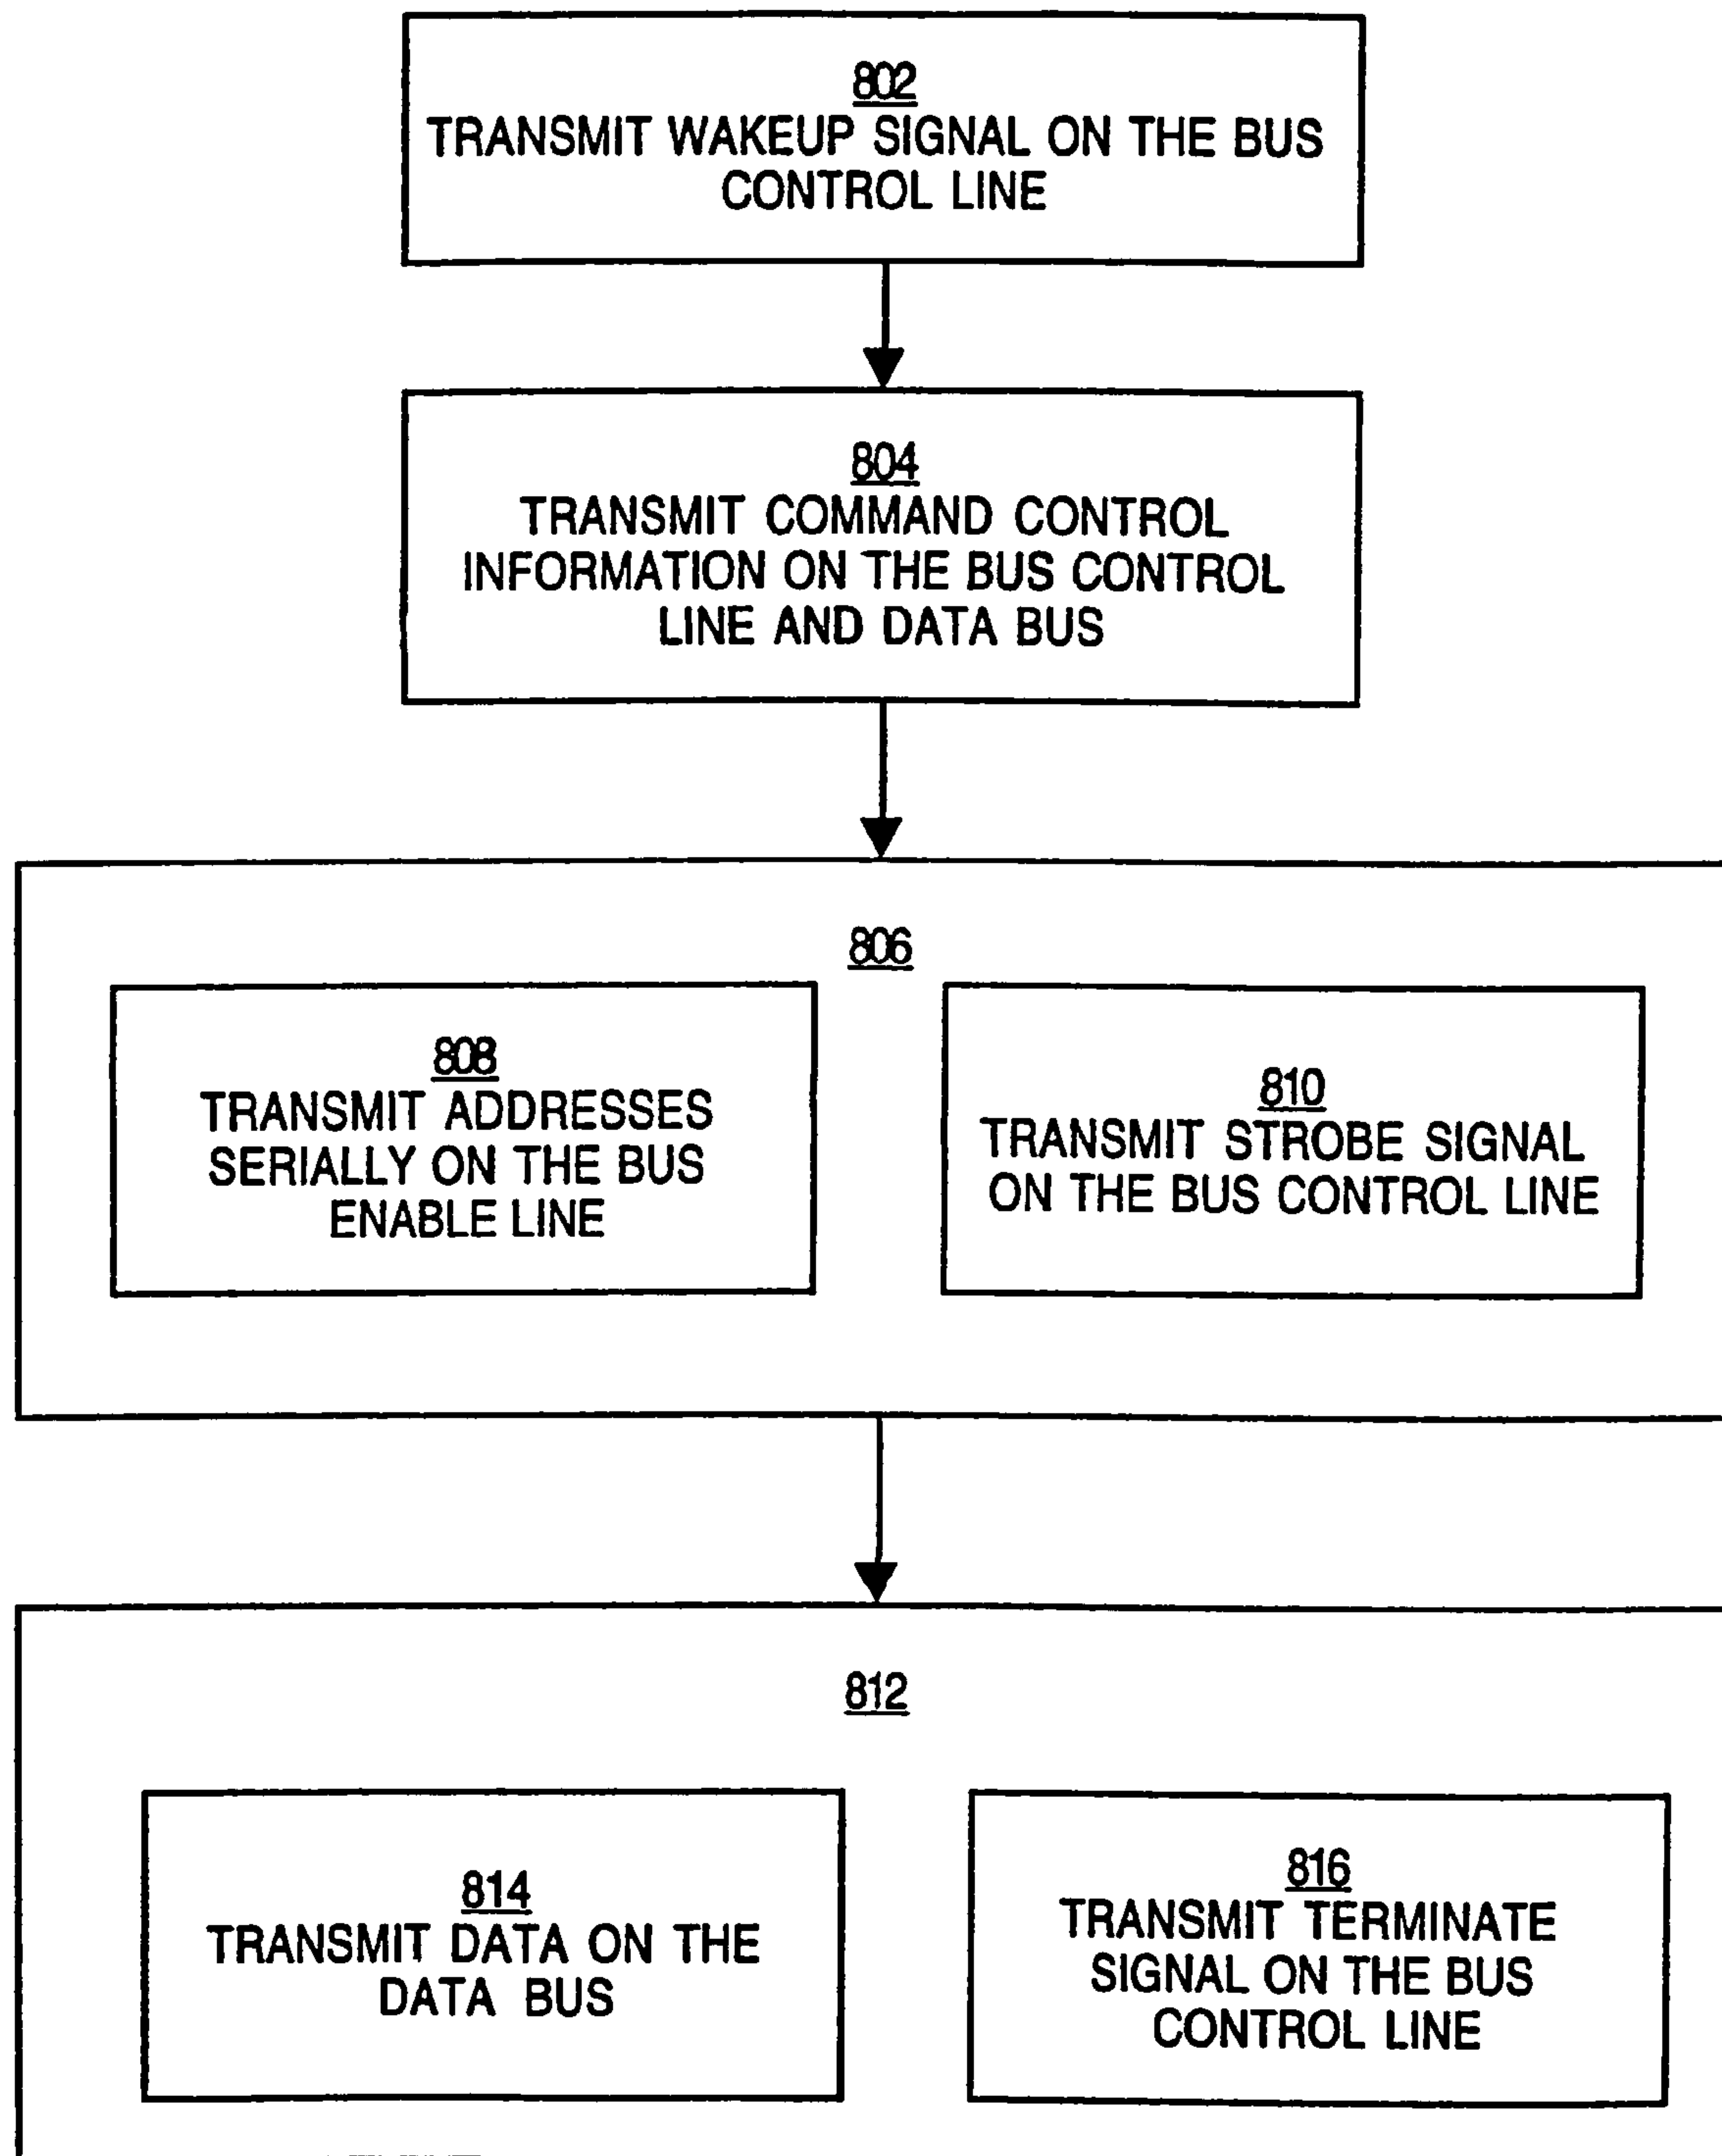 802
TRANSMIT WAKEUP SIGNAL ON THE BUS
CONTROL LINE
804
TRANSMIT COMMAND CONTROL
INFORMATION ON THE BUS CONTROL
LINE AND DATA BUS
806
808
TRANSMIT ADDRESSES
SERIALLY ON THE BUS
ENABLE LINE
810
TRANSMIT STROBE SIGNAL
ON THE BUS CONTROL LINE
812
814
TRANSMIT DATA ON THE
DATA BUS
816
TRANSMIT TERMINATE
SIGNAL ON THE BUS
CONTROL LINE